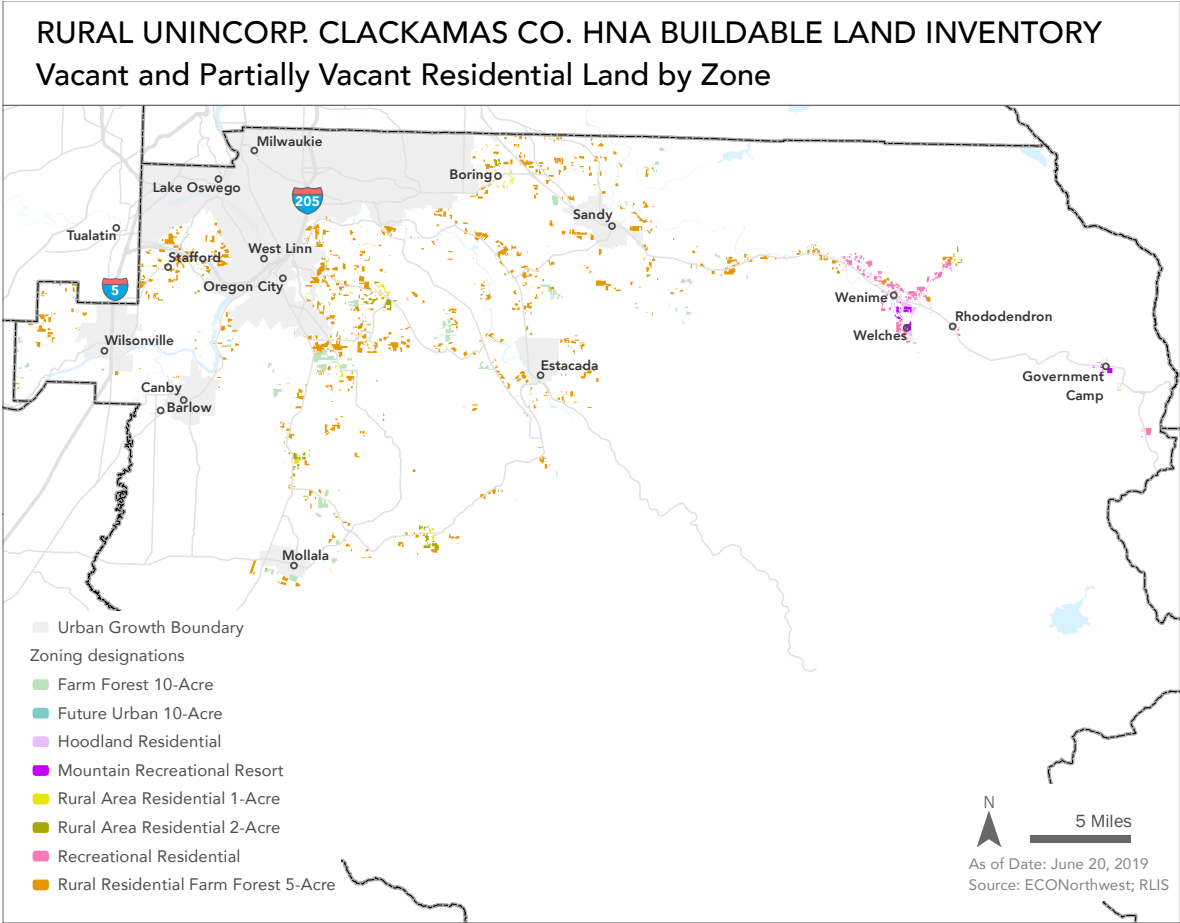 RURAL UNINCORP. CLACKAMAS CO. HNA BUILDABLE LAND INVENTORY
Vacant and Partially Vacant Residential Land by Zone
Milwaukie
Boring
Lake Oswego
205
Sandy
Tualatin
West Linn
Stafford
Oregon City
5
Wenime
Rhododendron
Welches
Wilsonville
Estacada
Government
Camp
Canby
Barlow
Mollala
Urban Growth Boundary
Zoning designations
Farm Forest 10-Acre
Future Urban 10-Acre
Hoodland Residential
Mountain Recreational Resort
Rural Area Residential 1-Acre
Rural Area Residential 2-Acre
Recreational Residential
Rural Residential Farm Forest 5-Acre
N
5 Miles
As of Date: June 20, 2019
Source: ECONorthwest; RLIS